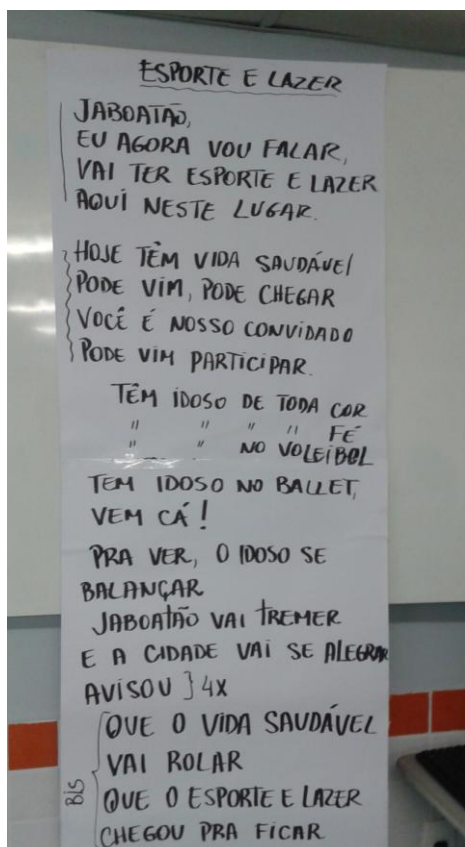 ESPORTE E LAZER
JABOATÃO,
EU AGORA VOU FALAR,
VAI TER ESPORTE E LAZER
AQUI NESTE LUGAR.
HOJE TÊM VIDA SAUDÁVEL
PODE VIM, PODE CHEGAR
VOCÊ É NOSSO CONVIDADO
PODE VIM PARTICIPAR.
TÊM IDOSO DE TODA COR
" " " " FÉ
" " NO VOLEIBOL
TEM IDOSO NO BALLET,
VEM CÁ!
PRA VER, O IDOSO SE
BALANÇAR
JABOATÃO VAI TREMER
E A CIDADE VAI SE ALEGRAR
AVISOU } 4X
QUE O VIDA SAUDÁVEL
VAI ROLAR
BIS
QUE O ESPORTE E LAZER
CHEGOU PRA FICAR